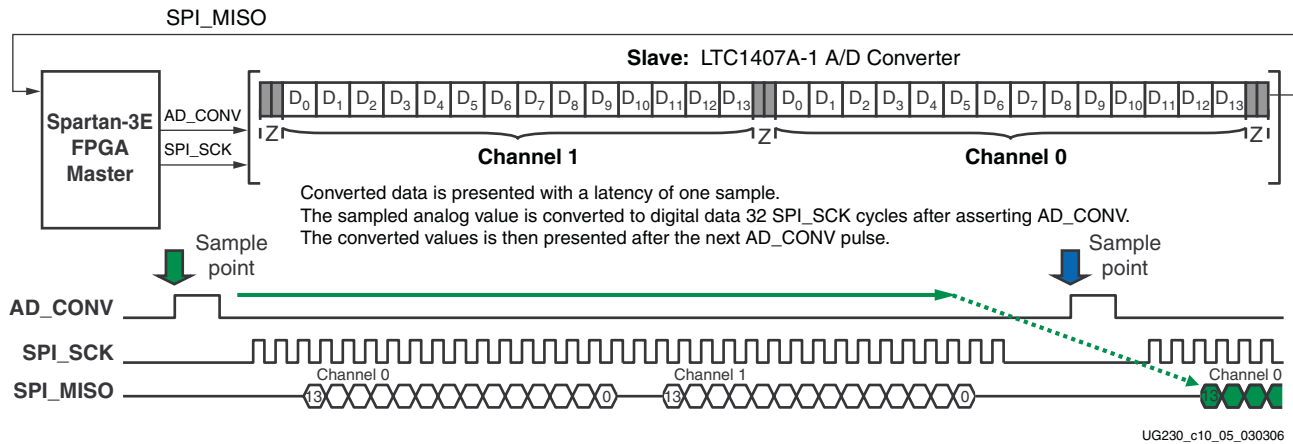 SPI_MISO
Slave: LTC1407A-1 A/D Converter
Spartan-3E
FPGA
Master
AD_CONV
SPI_SCK
D0 D1 D2 D3 D4 D5 D6 D7 D8 D9 D10 D11 D12 D13 D0 D1 D2 D3 D4 D5 D6 D7 D8 D9 D10 D11 D12 D13
Z Z Z
Channel 1 Channel 0
Converted data is presented with a latency of one sample.
The sampled analog value is converted to digital data 32 SPI_SCK cycles after asserting AD_CONV.
The converted values is then presented after the next AD_CONV pulse.
Sample
point
Sample
point
AD_CONV
SPI_SCK
Channel 0 Channel 1 Channel 0
SPI_MISO 13 0 13 0 13
UG230_c10_05_030306